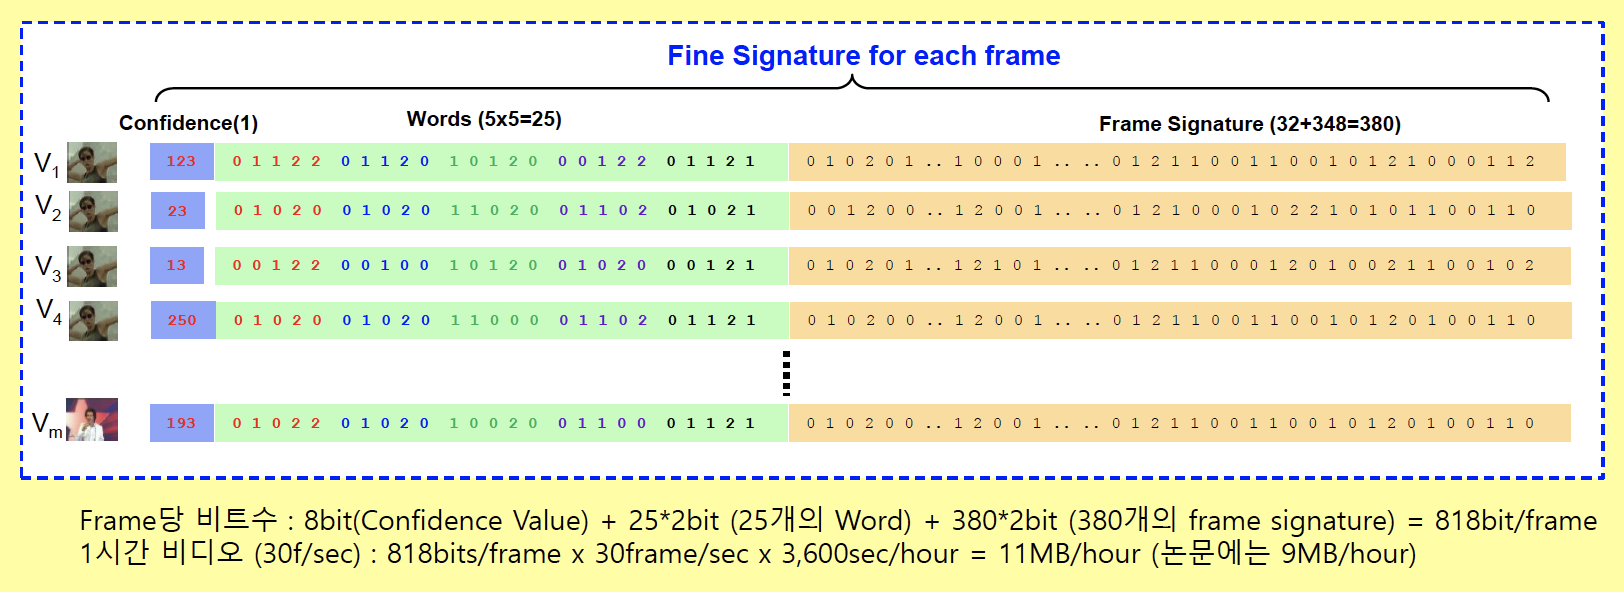 Fine Signature for each frame
Confidence(1) Words (5x5=25) Frame Signature (32+348=380)
V1 123 0 1 1 2 2 0 1 1 2 0 1 0 1 2 0 0 0 1 2 2 0 1 1 2 1 0 1 0 2 0 1 .. 1 0 0 0 1 .. .. 0 1 2 1 1 0 0 1 1 0 0 1 0 1 2 1 0 0 0 1 1 2
V2 23 0 1 0 2 0 0 1 0 2 0 1 1 0 2 0 0 1 1 0 2 0 1 0 2 1 0 0 1 2 0 0 .. 1 2 0 0 1 .. .. 0 1 2 1 0 0 0 1 0 2 2 1 0 1 0 1 1 0 0 1 1 0
V3 13 0 0 1 2 2 0 0 1 0 0 1 0 1 2 0 0 1 0 2 0 0 0 1 2 1 0 1 0 2 0 1 .. 1 2 1 0 1 .. .. 0 1 2 1 1 0 0 0 1 2 0 1 0 0 2 1 1 0 0 1 0 2
V4 250 0 1 0 2 0 0 1 0 2 0 1 1 0 0 0 0 1 1 0 2 0 1 1 2 1 0 1 0 2 0 0 .. 1 2 0 0 1 .. .. 0 1 2 1 1 0 0 1 1 0 0 1 0 1 2 0 1 0 0 1 1 0
Vm 193 0 1 0 2 2 0 1 0 2 0 1 0 0 2 0 0 1 1 0 0 0 1 1 2 1 0 1 0 2 0 0 .. 1 2 0 0 1 .. .. 0 1 2 1 1 0 0 1 1 0 0 1 0 1 2 0 1 0 0 1 1 0
Frame당 비트수 : 8bit(Confidence Value) + 25*2bit (25개의 Word) + 380*2bit (380개의 frame signature) = 818bit/frame
1시간 비디오 (30f/sec) : 818bits/frame x 30frame/sec x 3,600sec/hour = 11MB/hour (논문에는 9MB/hour)